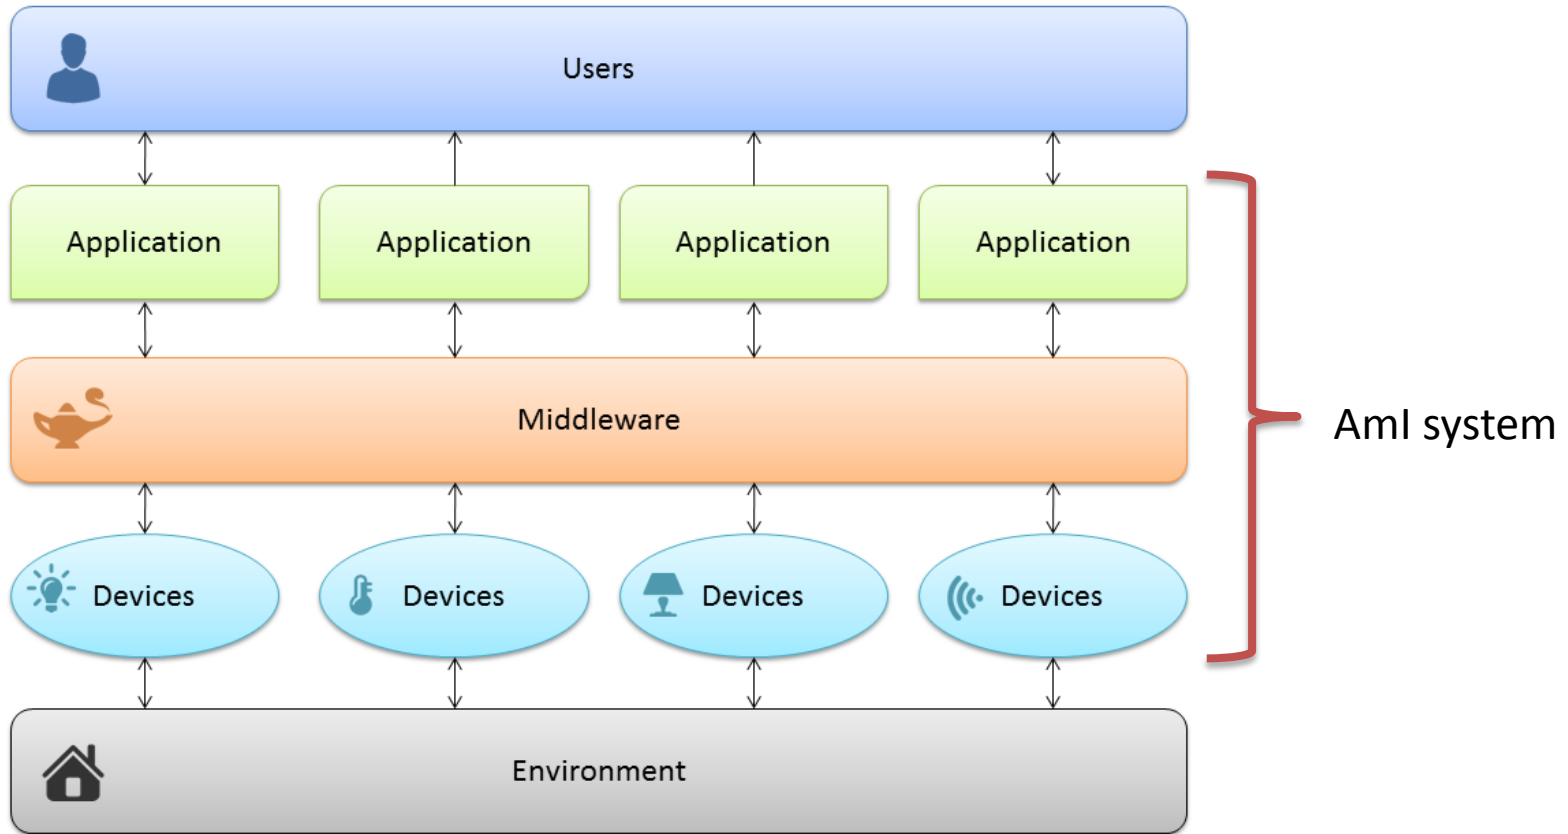 Users
Application
Application
Application
Application
Middleware
AmI system
Devices
Devices
Devices
Devices
Environment